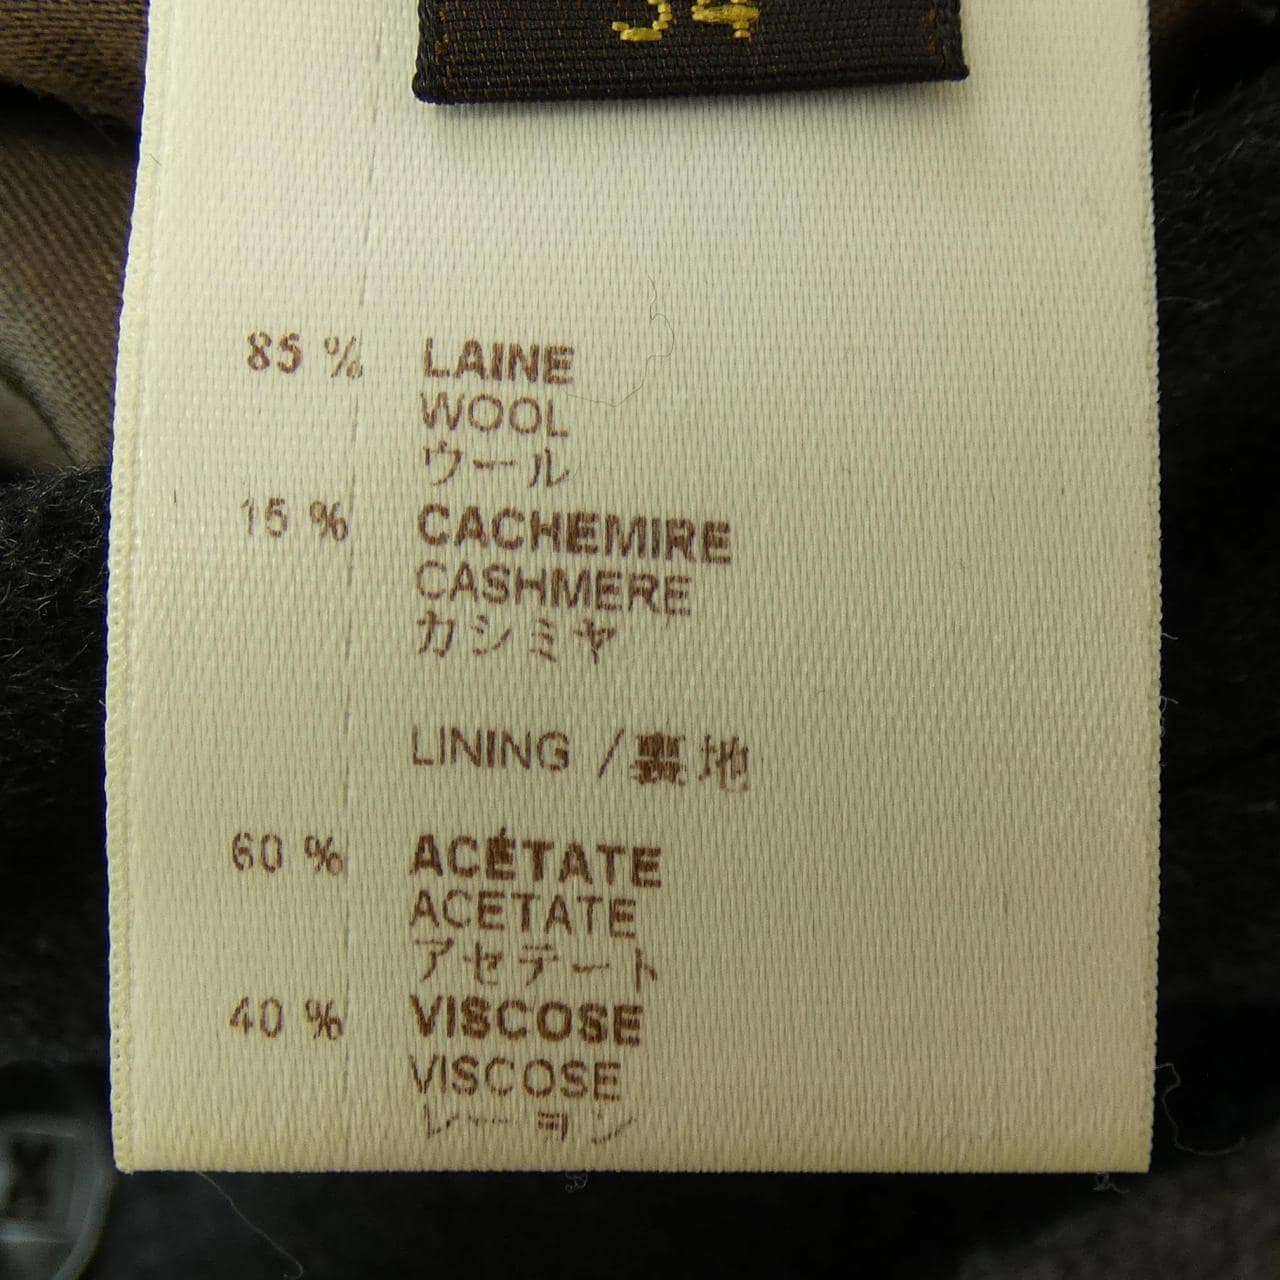 34
85 % LAINE
WOOL
ウール
15 % CACHEMIRE
CASHMERE
カシミヤ
LINING / 裏地
60 % ACÉTATE
ACETATE
アセテート
40 % VISCOSE
VISCOSE
レーヨン